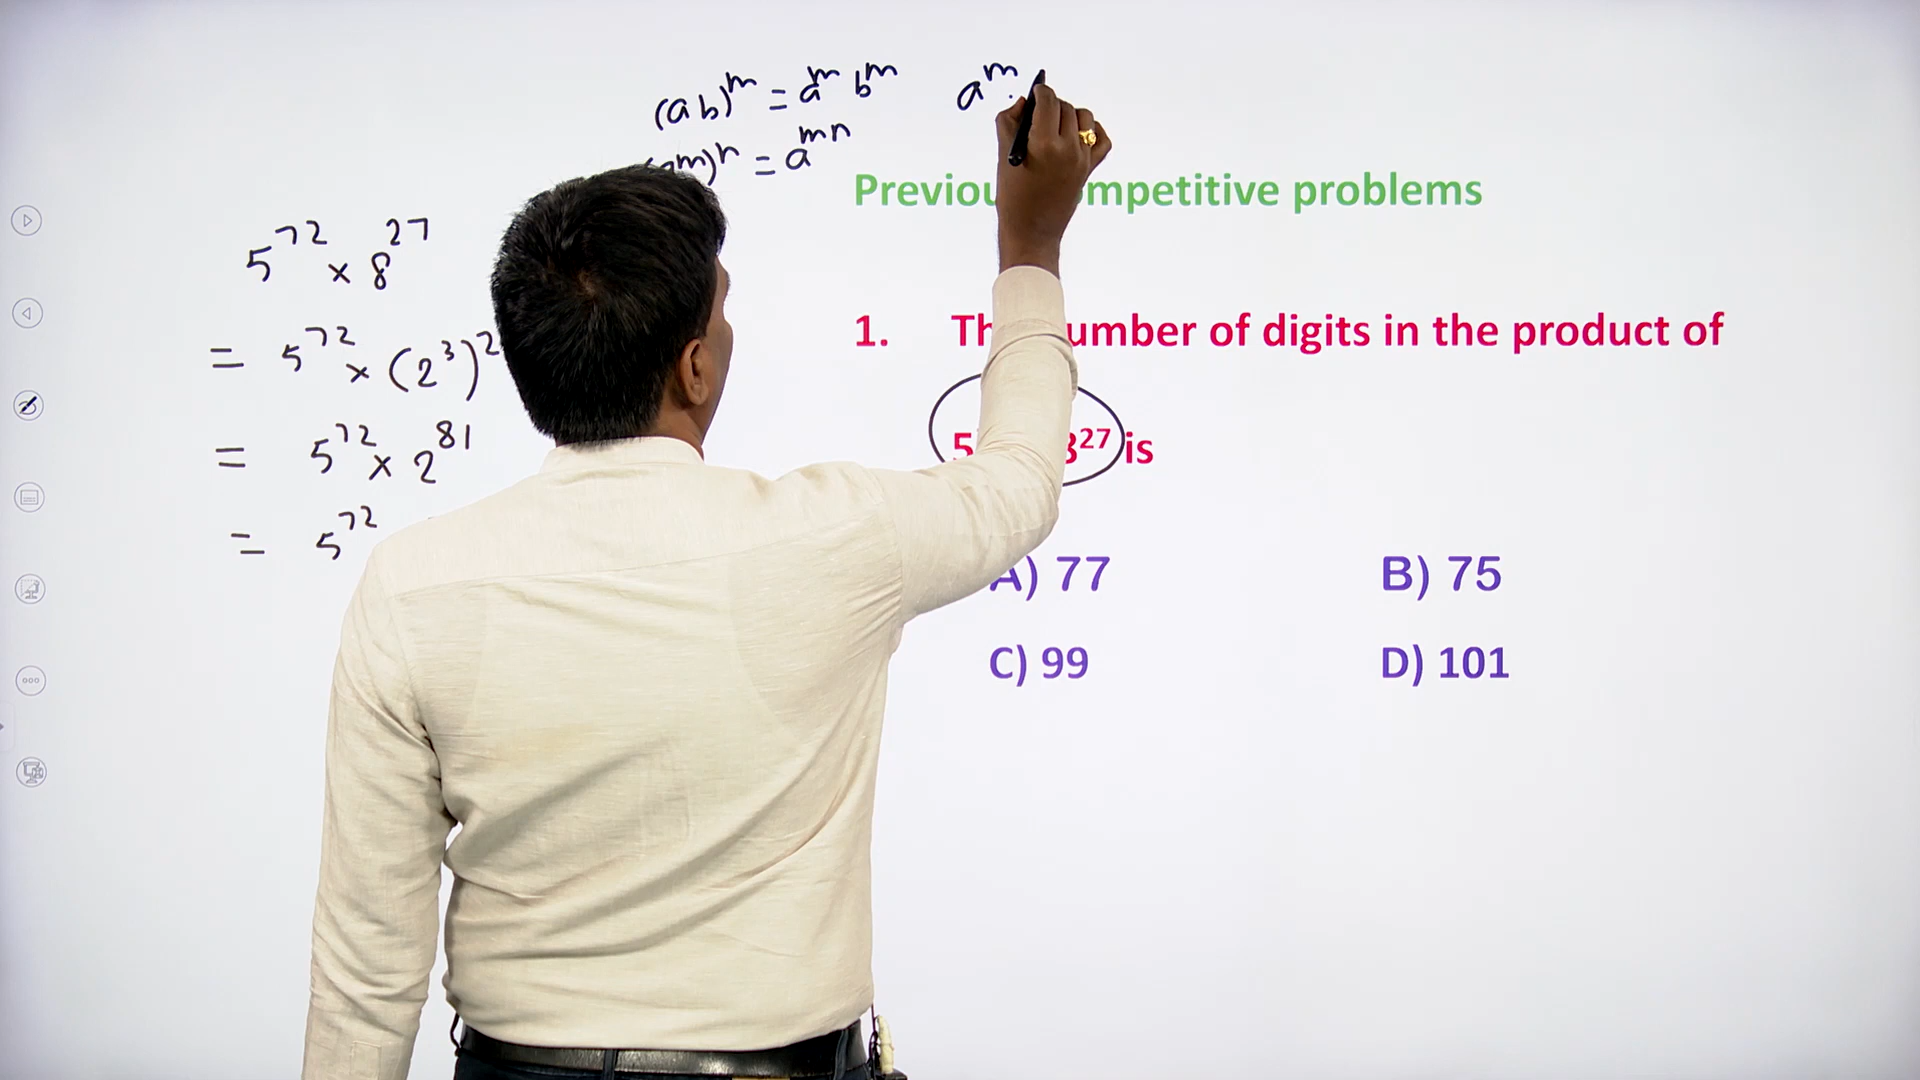 (ab)^m = a^m b^m
a^m .
m)^n = a^mn
Previou mpetitive problems
5^72 × 8^27
1. Th umber of digits in the product of
= 5^72 × (2^3)^2
5 8^27 is
= 5^72 × 2^81
= 5^72
A) 77 B) 75
C) 99 D) 101